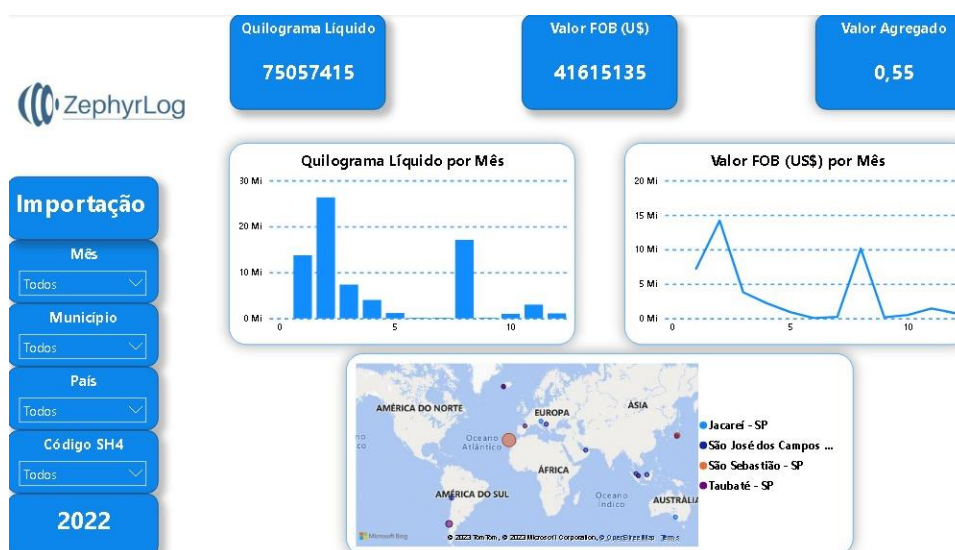 Quilograma Líquido
75057415
Valor FOB (U$)
41615135
Valor Agregado
0,55
ZephyrLog
Importação
Mês
Todos
Município
Todos
País
Todos
Código SH4
Todos
2022
Quilograma Líquido por Mês
30 Mi
20 Mi
10 Mi
0 Mi
0
5
10
Valor FOB (US$) por Mês
20 Mi
15 Mi
10 Mi
5 Mi
0 Mi
0
5
10
AMÉRICA DO NORTE
EUROPA
ÁSIA
Oceano
Atlântico
ÁFRICA
AMÉRICA DO SUL
Oceano
Índico
AUSTRÁLIA
co
Microsoft Bing
© 2023 TomTom, © 2023 Microsoft Corporation, © OpenStreetMap Terms
Jacareí - SP
São José dos Campos ...
São Sebastião - SP
Taubaté - SP